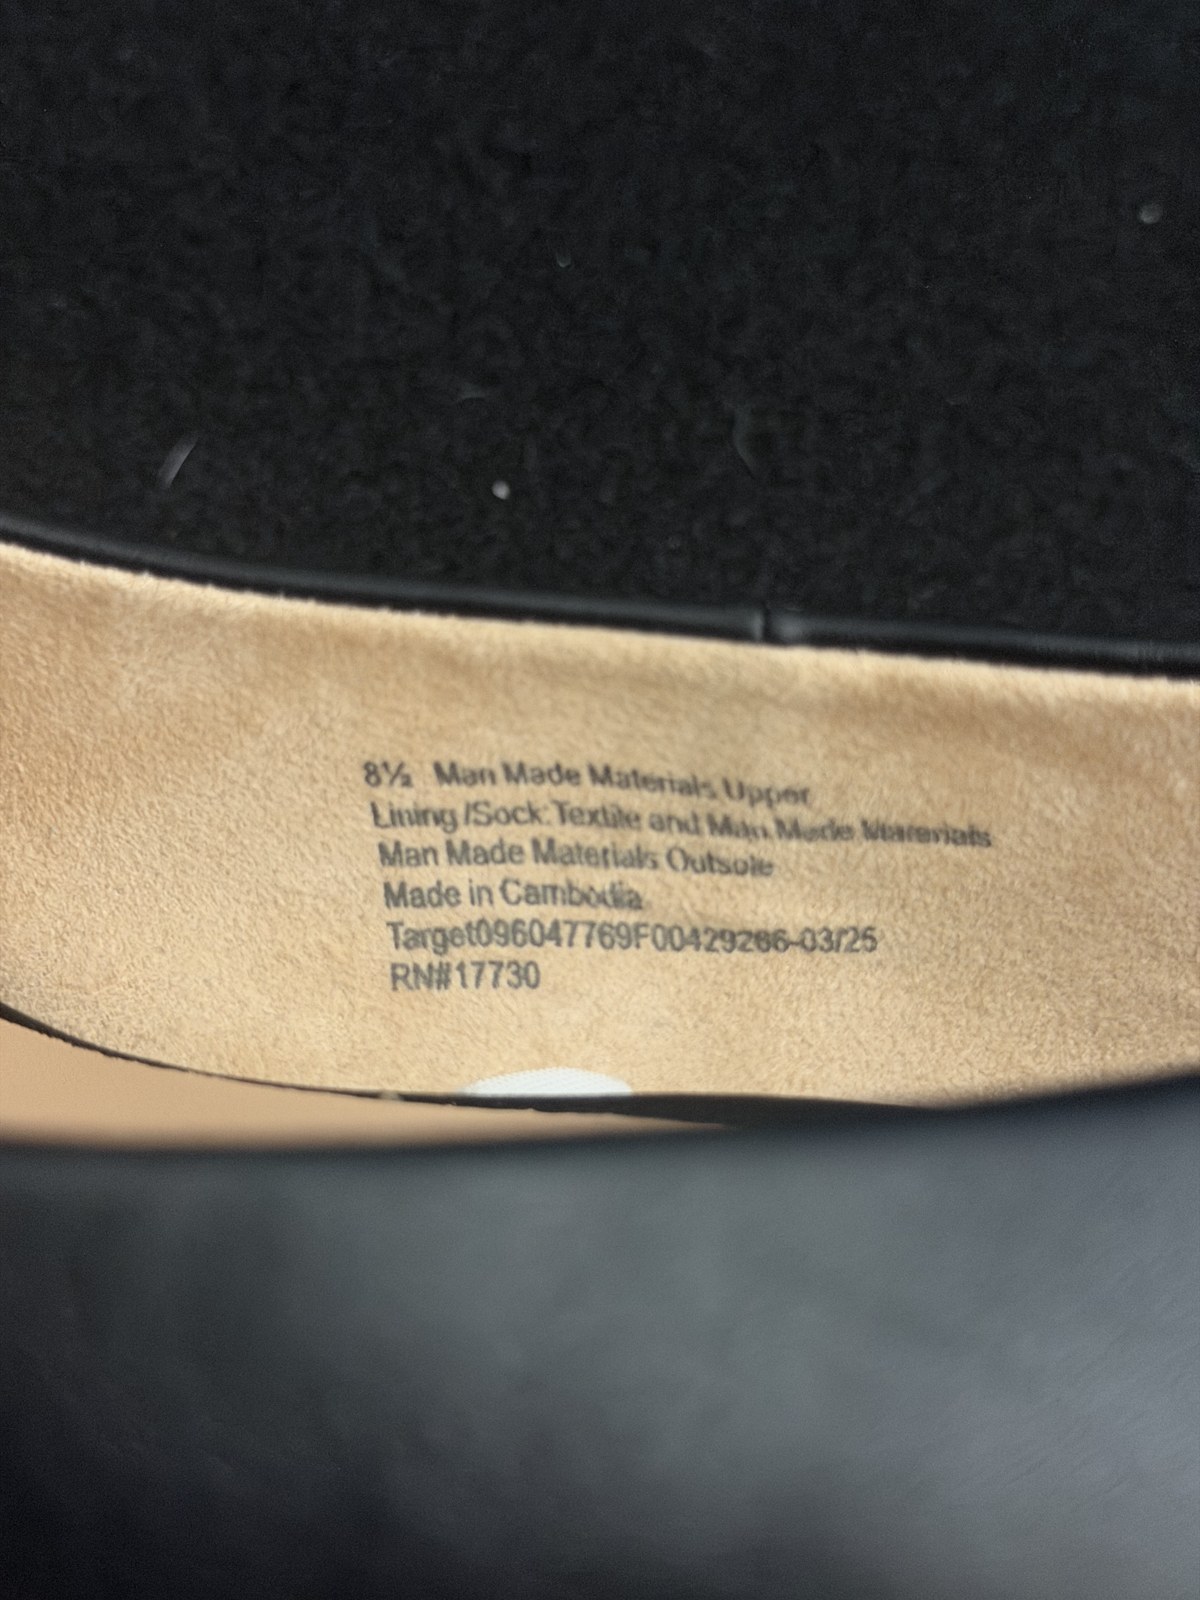 8½ Man Made Materials Upper
Lining /Sock:Textile and Man Made Materials
Man Made Materials Outsole
Made in Cambodia
Target096047769F00429286-03/25
RN#17730